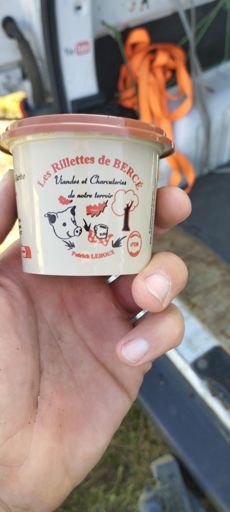 Les Rillettes de BERCÉ
Viandes et Charcuteries
de notre terroir
Patrick LEROUX